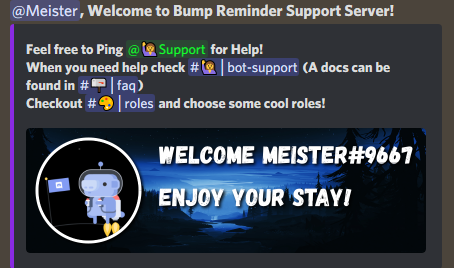 @Meister, Welcome to Bump Reminder Support Server!
Feel free to Ping @🙋Support for Help!
When you need help check #🙋|bot-support (A docs can be
found in #📪|faq)
Checkout #🎨|roles and choose some cool roles!
WELCOME MEISTER#9667
ENJOY YOUR STAY!